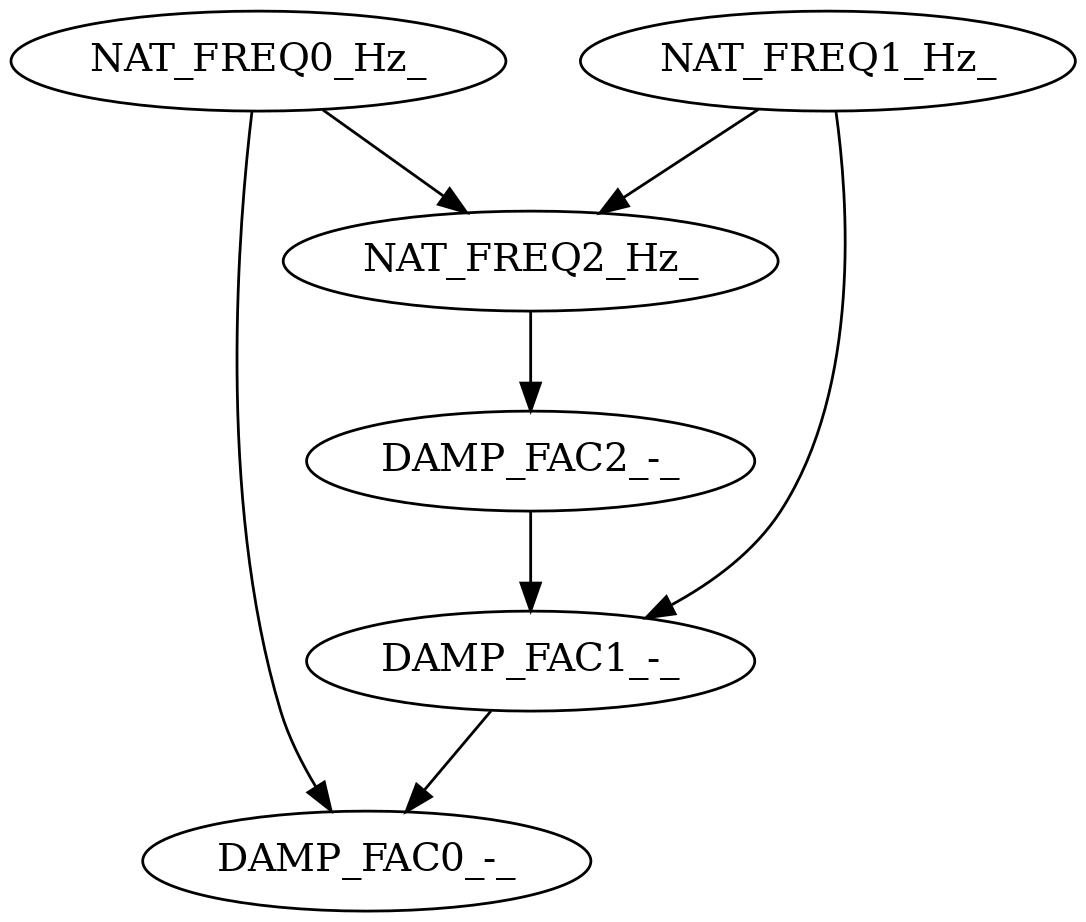 NAT_FREQ0_Hz_
NAT_FREQ1_Hz_
NAT_FREQ2_Hz_
DAMP_FAC2_-_
DAMP_FAC1_-_
DAMP_FAC0_-_